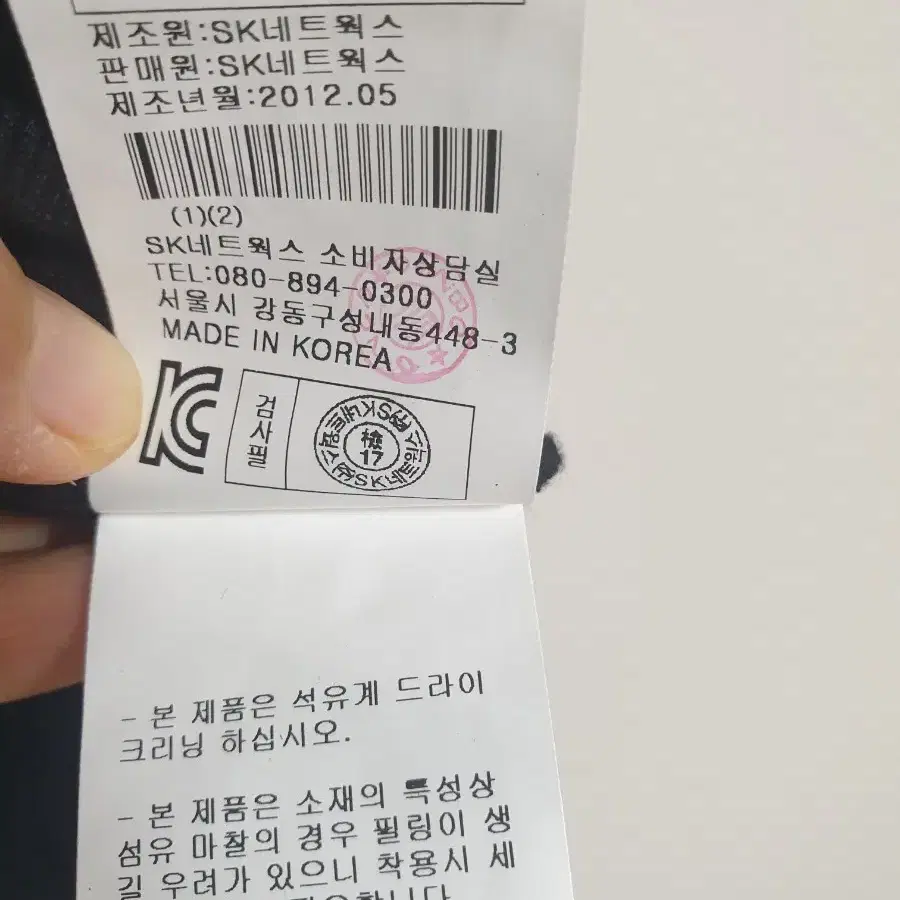 제조원:SK네트웍스
판매원:SK네트웍스
제조년월:2012.05
(1)(2)
SK네트웍스 소비자상담실
TEL:080-894-0300
서울시 강동구성내동448-3
MADE IN KOREA
검사필
檢
17
- 본 제품은 석유계 드라이
크리닝 하십시오.
- 본 제품은 소재의 특성상
섬유 마찰의 경우 필링이 생
길 우려가 있으니 착용시 세